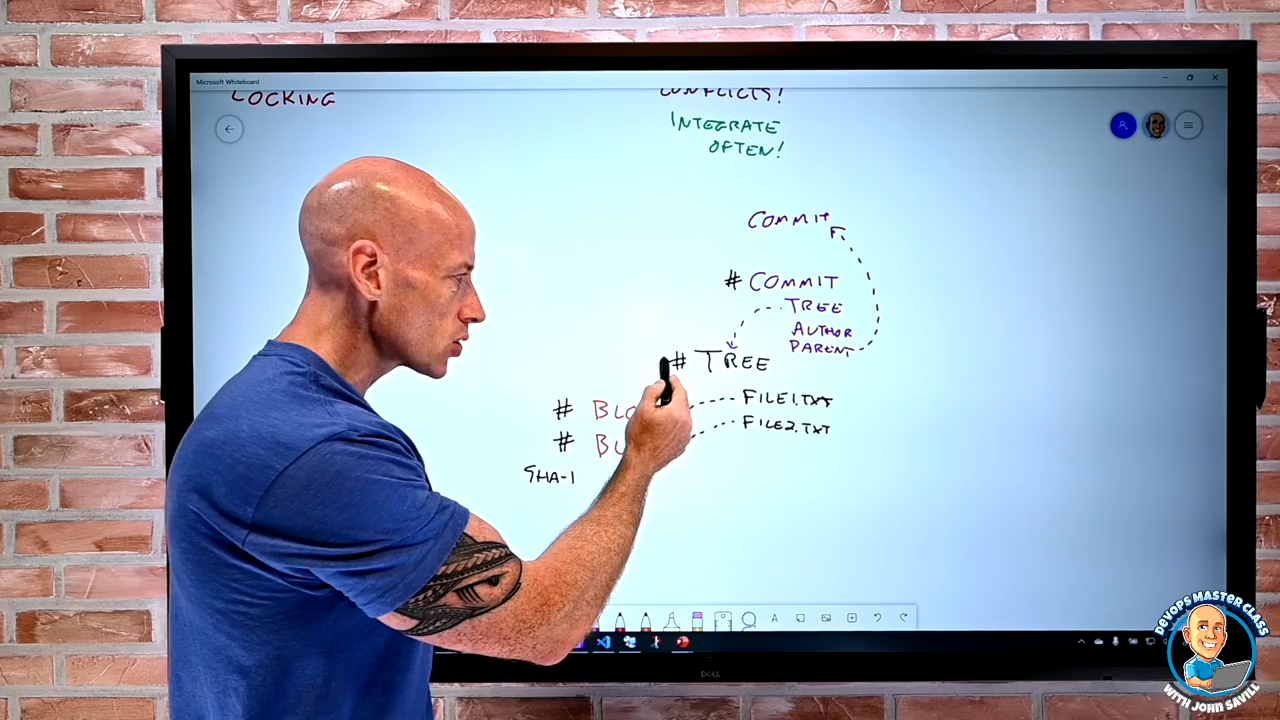 Microsoft Whiteboard
LOCKING
CONFLICTS!
INTEGRATE
OFTEN!
COMMIT
# COMMIT
TREE
AUTHOR
PARENT
# TREE
#
FILE1.TXT
#
FILE2.TXT
SHA-1
DELL
DEVOPS MASTER CLASS
WITH JOHN SAVILL